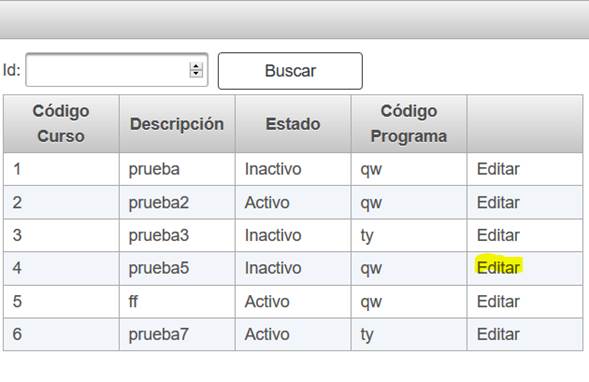 Id: Buscar
Código Curso Descripción Estado Código Programa
1 prueba Inactivo qw Editar
2 prueba2 Activo qw Editar
3 prueba3 Inactivo ty Editar
4 prueba5 Inactivo qw Editar
5 ff Activo qw Editar
6 prueba7 Activo ty Editar